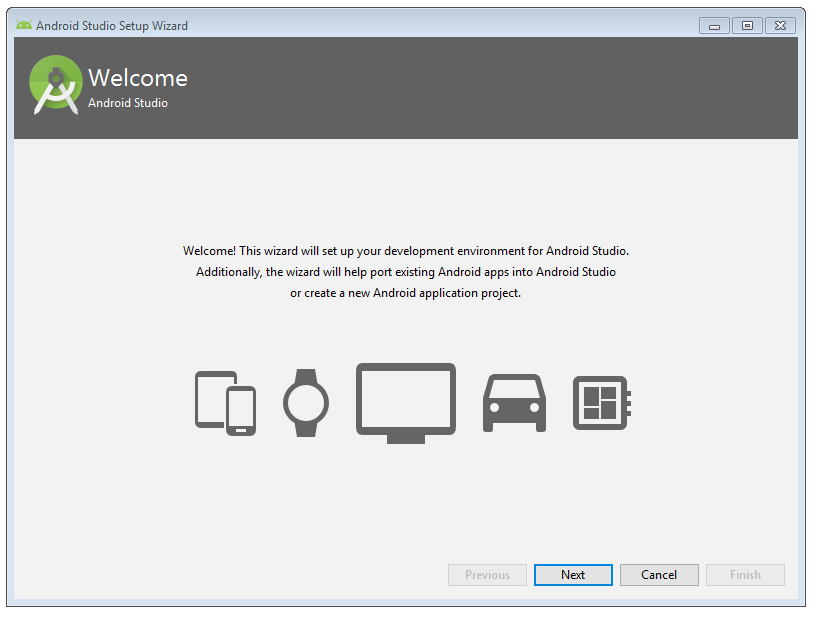 Android Studio Setup Wizard
Welcome
Android Studio
Welcome! This wizard will set up your development environment for Android Studio.
Additionally, the wizard will help port existing Android apps into Android Studio
or create a new Android application project.
Previous
Next
Cancel
Finish